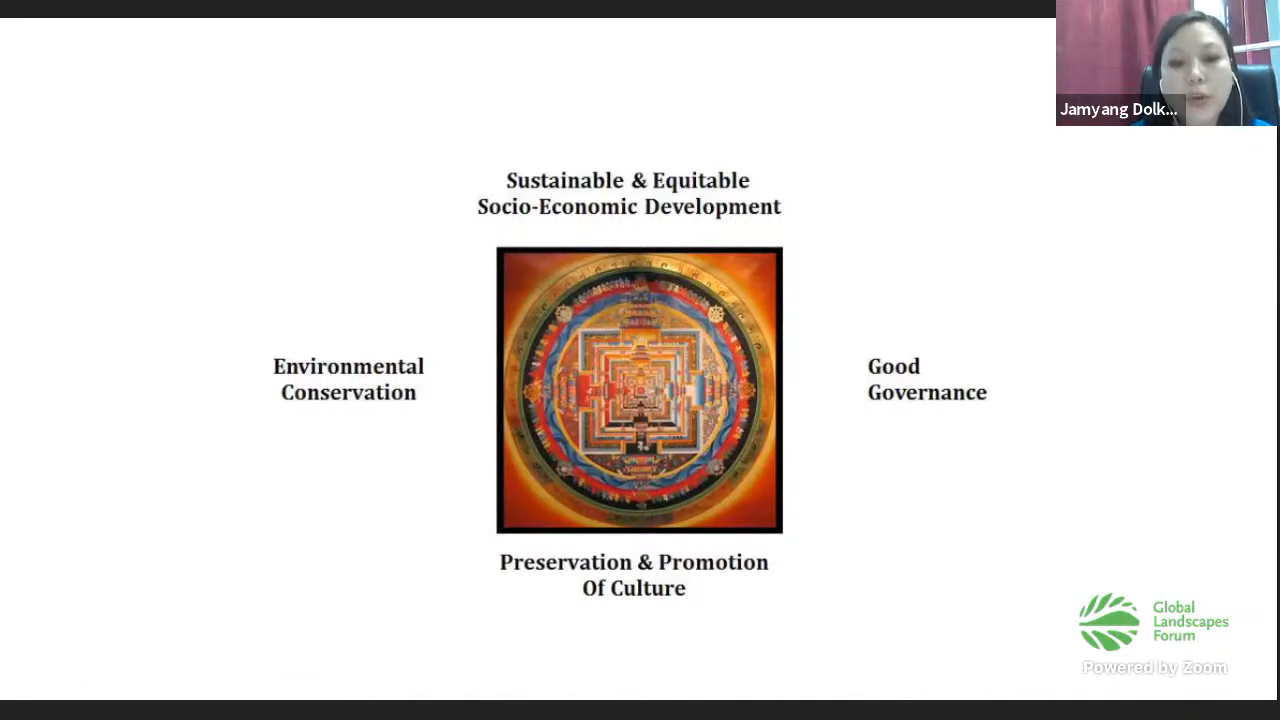 Jamyang Dolk...
Sustainable & Equitable
Socio-Economic Development
Environmental
Conservation
Good
Governance
Preservation & Promotion
Of Culture
Global
Landscapes
Forum
Powered by Zoom